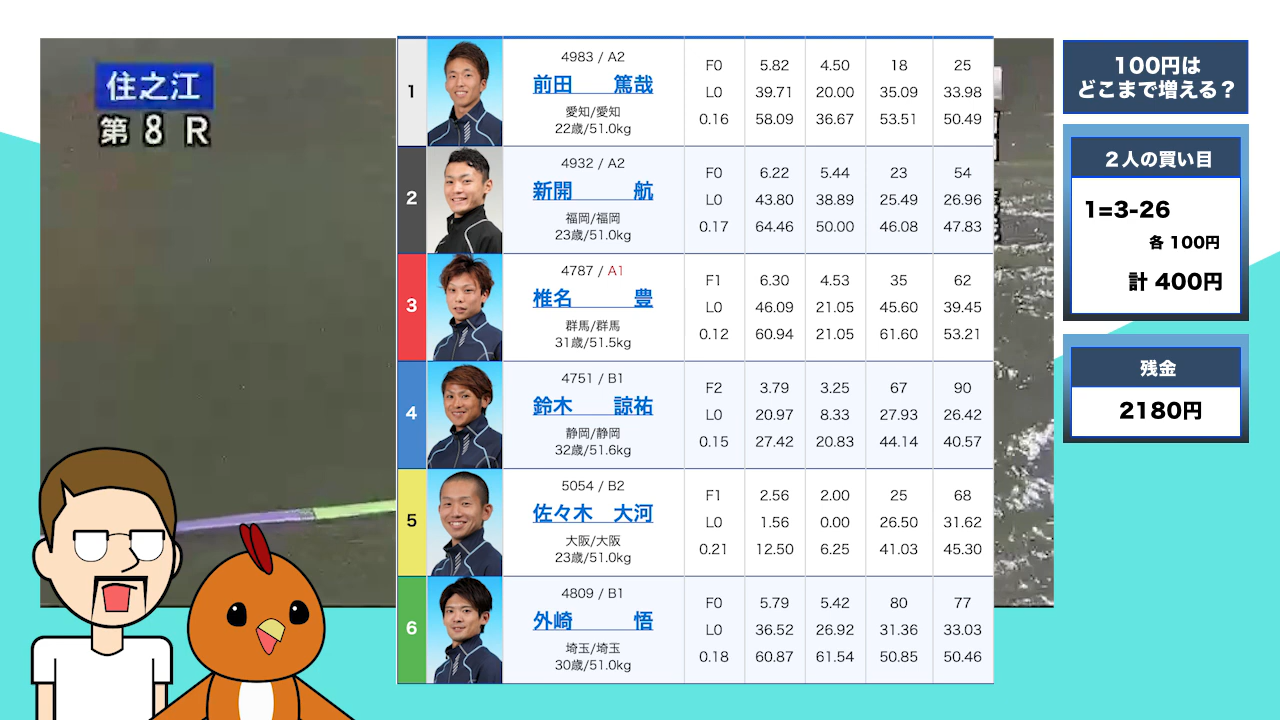 住之江
第 8 R
1
4983 / A2
前田　　篤哉
愛知/愛知
22歳/51.0kg
F0 5.82 4.50 18 25
L0 39.71 20.00 35.09 33.98
0.16 58.09 36.67 53.51 50.49
2
4932 / A2
新開　　　航
福岡/福岡
23歳/51.0kg
F0 6.22 5.44 23 54
L0 43.80 38.89 25.49 26.96
0.17 64.46 50.00 46.08 47.83
3
4787 / A1
椎名　　　豊
群馬/群馬
31歳/51.5kg
F1 6.30 4.53 35 62
L0 46.09 21.05 45.60 39.45
0.12 60.94 21.05 61.60 53.21
4
4751 / B1
鈴木　　諒祐
静岡/静岡
32歳/51.6kg
F2 3.79 3.25 67 90
L0 20.97 8.33 27.93 26.42
0.15 27.42 20.83 44.14 40.57
5
5054 / B2
佐々木　大河
大阪/大阪
23歳/51.0kg
F1 2.56 2.00 25 68
L0 1.56 0.00 26.50 31.62
0.21 12.50 6.25 41.03 45.30
6
4809 / B1
外崎　　　悟
埼玉/埼玉
30歳/51.0kg
F0 5.79 5.42 80 77
L0 36.52 26.92 31.36 33.03
0.18 60.87 61.54 50.85 50.46
100円は
どこまで増える？
２人の買い目
1=3-26
各 100円
計 400円
残金
2180円